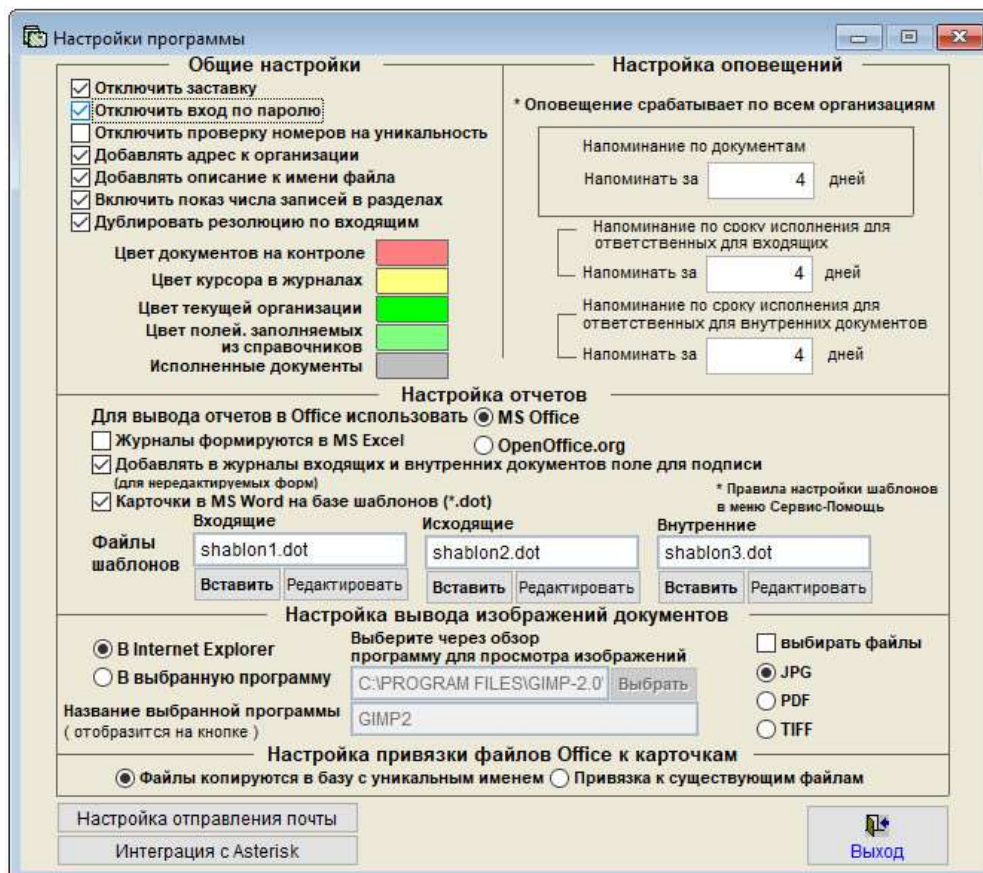 Настройки программы
Общие настройки
Отключить заставку
Отключить вход по паролю
Отключить проверку номеров на уникальность
Добавлять адрес к организации
Добавлять описание к имени файла
Включить показ числа записей в разделах
Дублировать резолюцию по входящим
Цвет документов на контроле
Цвет курсора в журналах
Цвет текущей организации
Цвет полей. заполняемых
из справочников
Исполненные документы
Настройка оповещений
* Оповещение срабатывает по всем организациям
Напоминание по документам
Напоминать за 4 дней
Напоминание по сроку исполнения для
ответственных для входящих
Напоминать за 4 дней
Напоминание по сроку исполнения для
ответственных для внутренних документов
Напоминать за 4 дней
Настройка отчетов
Для вывода отчетов в Office использовать MS Office
Журналы формируются в MS Excel OpenOffice.org
Добавлять в журналы входящих и внутренних документов поле для подписи
(для нередактируемых форм)
Карточки в MS Word на базе шаблонов (*.dot)
* Правила настройки шаблонов
в меню Сервис-Помощь
Входящие Исходящие Внутренние
Файлы
шаблонов
shablon1.dot shablon2.dot shablon3.dot
Вставить Редактировать Вставить Редактировать Вставить Редактировать
Настройка вывода изображений документов
В Internet Explorer
В выбранную программу
Выберите через обзор
программу для просмотра изображений
C:\PROGRAM FILES\GIMP-2.0\ Выбрать
Название выбранной программы
( отобразится на кнопке )
GIMP2
выбирать файлы
JPG
PDF
TIFF
Настройка привязки файлов Office к карточкам
Файлы копируются в базу с уникальным именем Привязка к существующим файлам
Настройка отправления почты
Интеграция с Asterisk
Выход